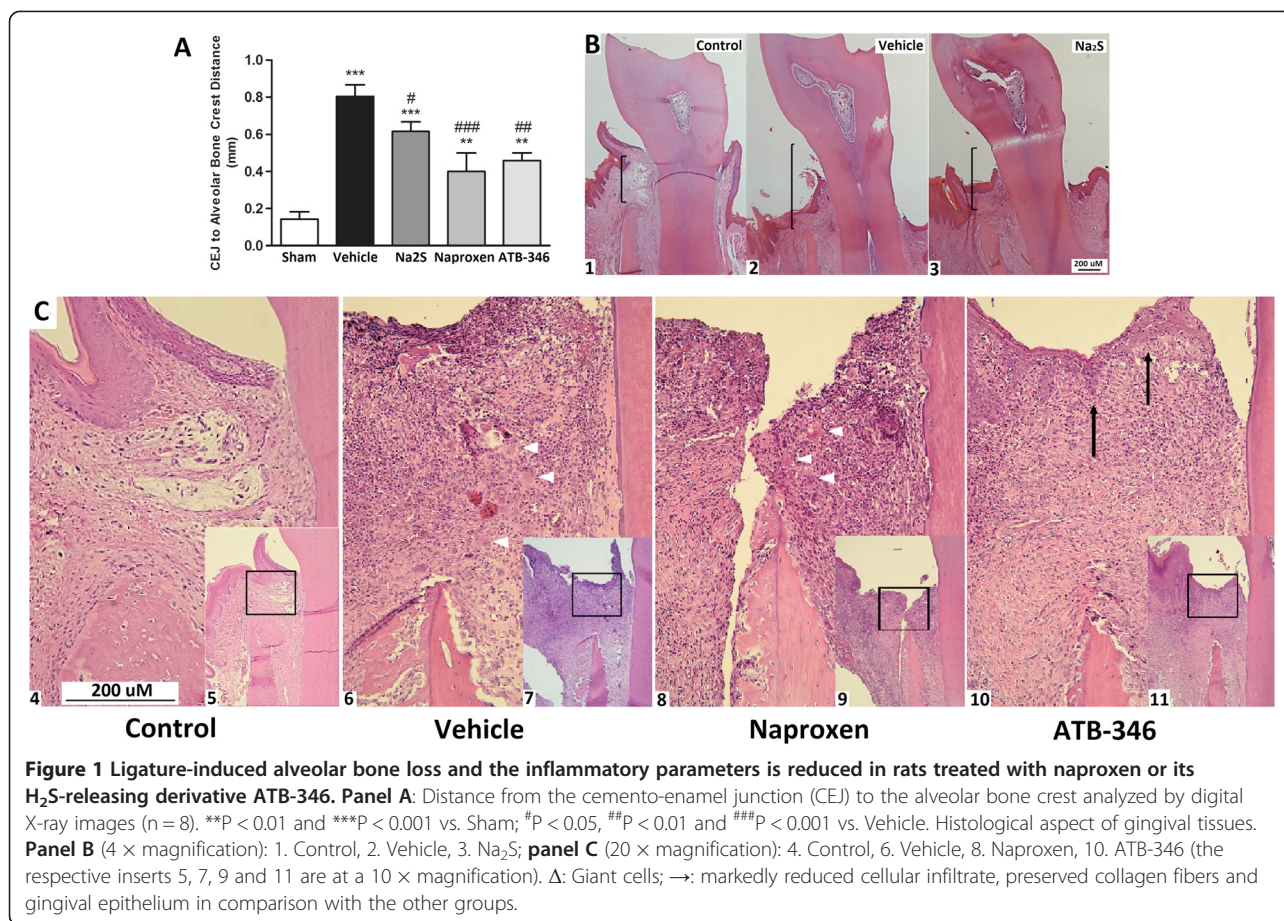 A
CEJ to Alveolar Bone Crest Distance
(mm)
1.0
0.8
0.6
0.4
0.2
0.0
***
#
***
###
**
##
**
Sham Vehicle Na2S Naproxen ATB-346
B
Control
Vehicle
Na₂S
1
2
3
200 uM
C
200 uM
4
5
6
7
8
9
10
11
Control
Vehicle
Naproxen
ATB-346
Figure 1 Ligature-induced alveolar bone loss and the inflammatory parameters is reduced in rats treated with naproxen or its
H₂S-releasing derivative ATB-346. Panel A: Distance from the cemento-enamel junction (CEJ) to the alveolar bone crest analyzed by digital
X-ray images (n = 8). **P < 0.01 and ***P < 0.001 vs. Sham; #P < 0.05, ##P < 0.01 and ###P < 0.001 vs. Vehicle. Histological aspect of gingival tissues.
Panel B (4 × magnification): 1. Control, 2. Vehicle, 3. Na₂S; panel C (20 × magnification): 4. Control, 6. Vehicle, 8. Naproxen, 10. ATB-346 (the
respective inserts 5, 7, 9 and 11 are at a 10 × magnification). Δ: Giant cells; →: markedly reduced cellular infiltrate, preserved collagen fibers and
gingival epithelium in comparison with the other groups.